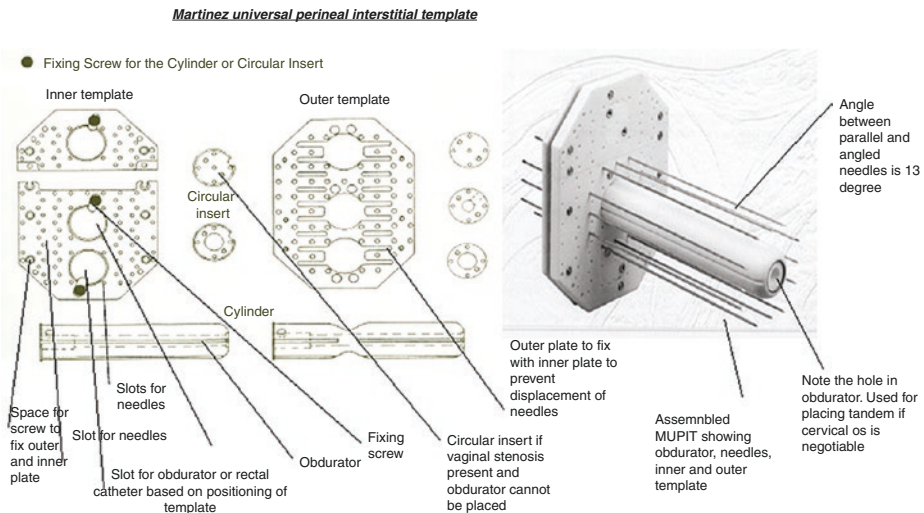 Martinez universal perineal interstitial template
Fixing Screw for the Cylinder or Circular Insert
Inner template
Outer template
Circular
insert
Cylinder
Angle
between
parallel and
angled
needles is 13
degree
Slots for
needles
Space for
screw to
fix outer
and inner
plate
Slot for needles
Slot for obdurator or rectal
catheter based on positioning of
template
Obdurator
Fixing
screw
Outer plate to fix
with inner plate to
prevent
displacement of
needles
Circular insert if
vaginal stenosis
present and
obdurator cannot
be placed
Assemnbled
MUPIT showing
obdurator, needles,
inner and outer
template
Note the hole in
obdurator. Used for
placing tandem if
cervical os is
negotiable